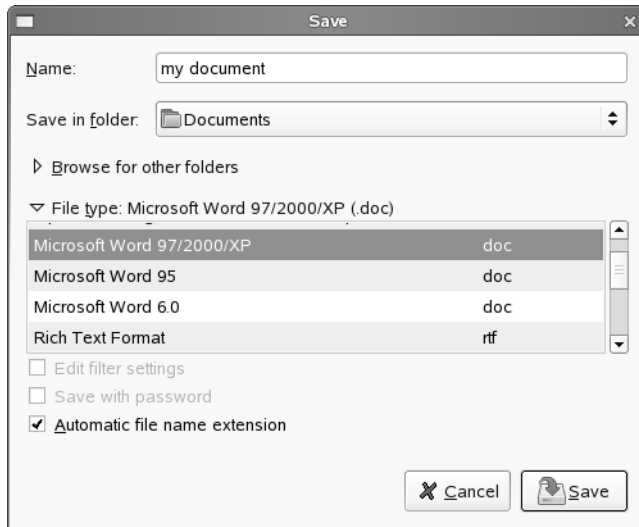 Save
Name: my document
Save in folder: Documents
Browse for other folders
File type: Microsoft Word 97/2000/XP (.doc)
Microsoft Word 97/2000/XP doc
Microsoft Word 95 doc
Microsoft Word 6.0 doc
Rich Text Format rtf
Edit filter settings
Save with password
Automatic file name extension
Cancel Save